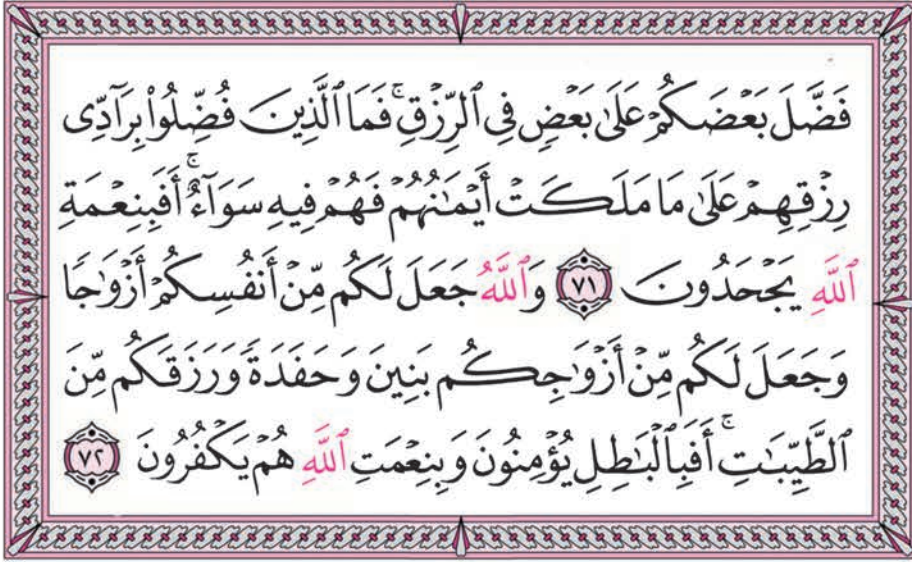 فَضَّلَ بَعْضَكُمْ عَلَىٰ بَعْضٍ فِى ٱلرِّزْقِ ۚ فَمَا ٱلَّذِينَ فُضِّلُوا۟ بِرَآدِّى
رِزْقِهِمْ عَلَىٰ مَا مَلَكَتْ أَيْمَـٰنُهُمْ فَهُمْ فِيهِ سَوَآءٌ ۚ أَفَبِنِعْمَةِ
ٱللَّهِ يَجْحَدُونَ ٧١ وَٱللَّهُ جَعَلَ لَكُم مِّنْ أَنفُسِكُمْ أَزْوَٰجًا
وَجَعَلَ لَكُم مِّنْ أَزْوَٰجِكُم بَنِينَ وَحَفَدَةً وَرَزَقَكُم مِّنَ
ٱلطَّيِّبَـٰتِ ۚ أَفَبِٱلْبَـٰطِلِ يُؤْمِنُونَ وَبِنِعْمَتِ ٱللَّهِ هُمْ يَكْفُرُونَ ٧٢